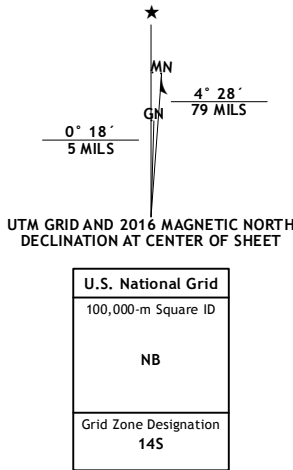 MN
GN
4° 28´
79 MILS
0° 18´
5 MILS
UTM GRID AND 2016 MAGNETIC NORTH
DECLINATION AT CENTER OF SHEET
U.S. National Grid
100,000-m Square ID
NB
Grid Zone Designation
14S